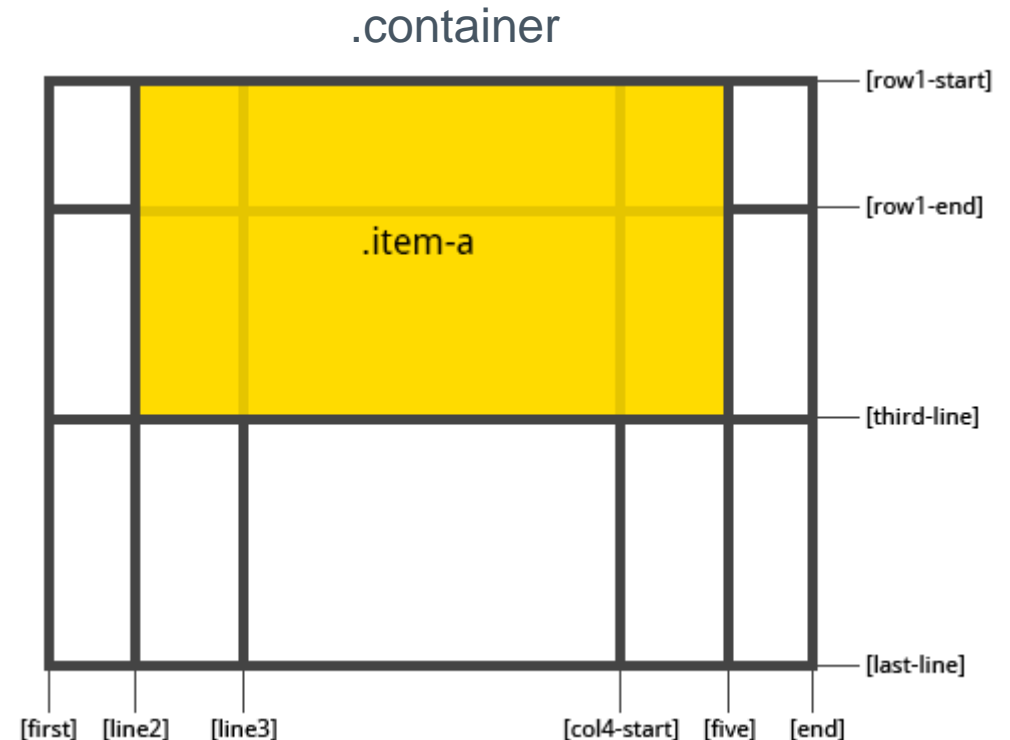 .container
[row1-start]
[row1-end]
.item-a
[third-line]
[last-line]
[first] [line2] [line3] [col4-start] [five] [end]